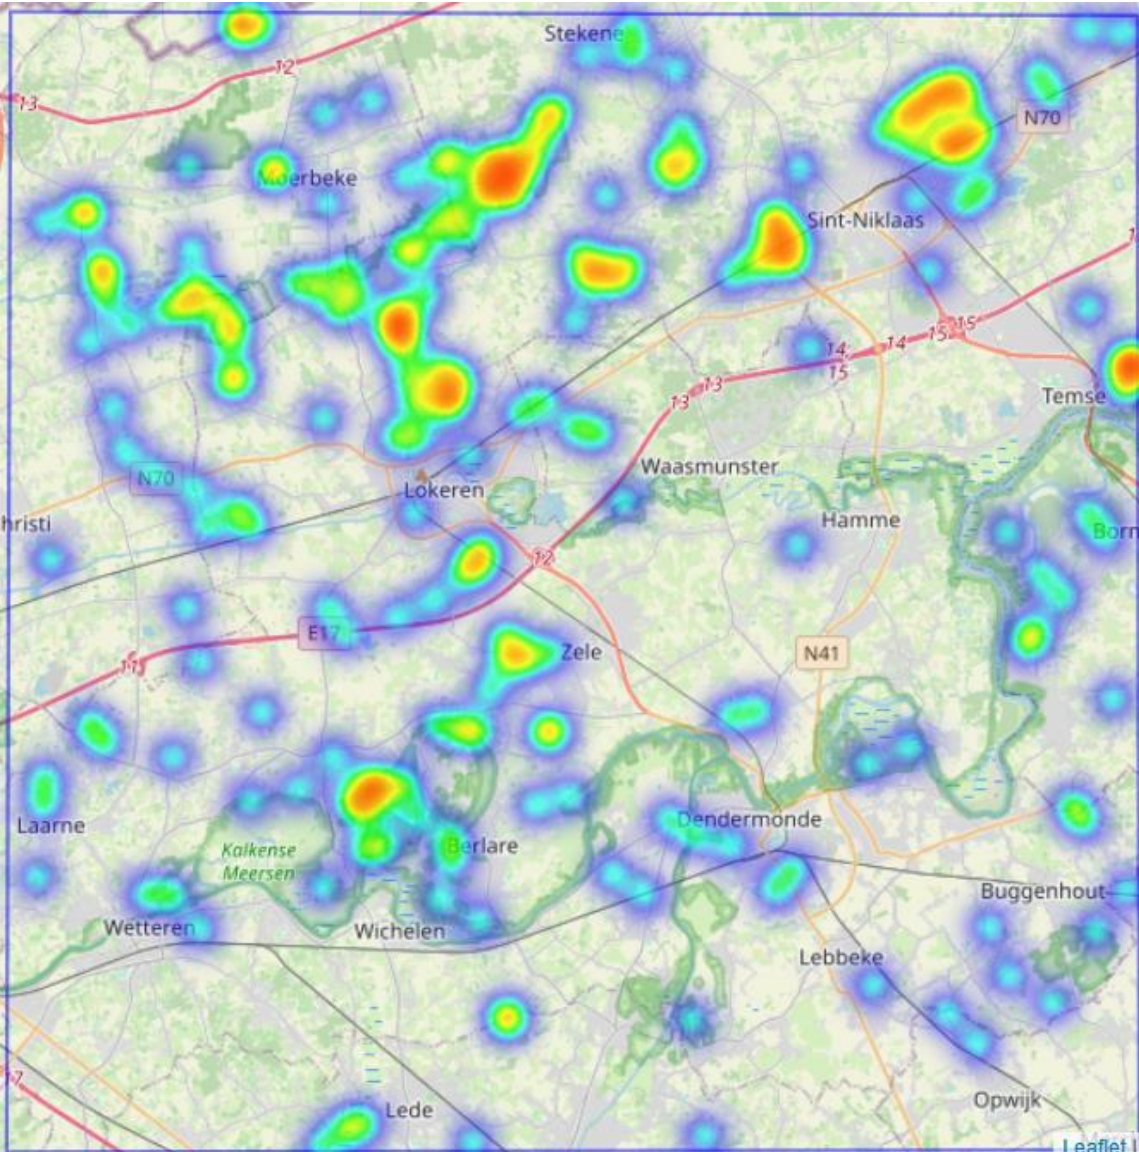 Stekene
12
13
N70
Moerbeke
Sint-Niklaas
15
14
15
14
15
13
13
Temse
Waasmunster
N70
Lokeren
Hamme
hristi
Born
12
E17
Zele
N41
11
Laarne
Dendermonde
Kalkense
Meersen
Berlare
Buggenhout
Wetteren
Wichelen
Lebbeke
17
Opwijk
Lede
Leaflet